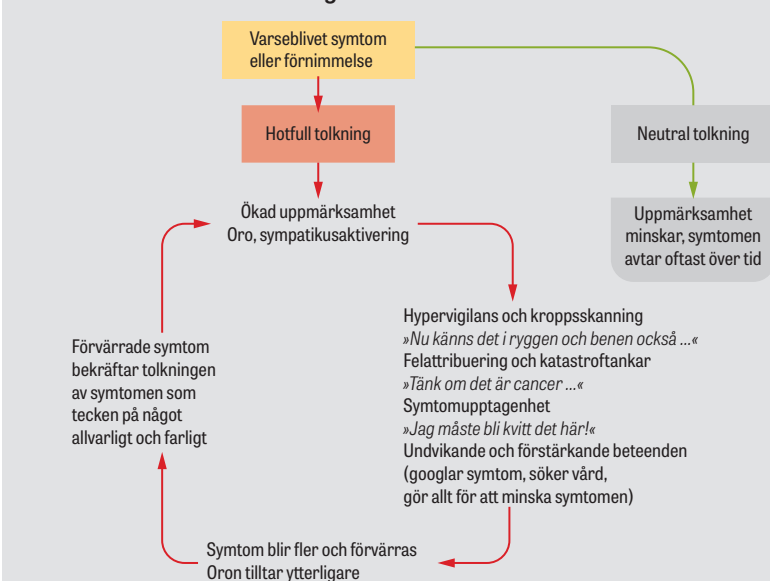 Varseblivet symtom
eller förnimmelse
Hotfull tolkning
Neutral tolkning
Ökad uppmärksamhet
Oro, sympatikusaktivering
Uppmärksamhet
minskar, symtomen
avtar oftast över tid
Hypervigilans och kroppsskanning
»Nu känns det i ryggen och benen också ...«
Felattribuering och katastroftankar
»Tänk om det är cancer ...«
Symtomupptagenhet
»Jag måste bli kvitt det här!«
Undvikande och förstärkande beteenden
(googlar symtom, söker vård,
gör allt för att minska symtomen)
Förvärrade symtom
bekräftar tolkningen
av symtomen som
tecken på något
allvarligt och farligt
Symtom blir fler och förvärras
Oron tilltar ytterligare